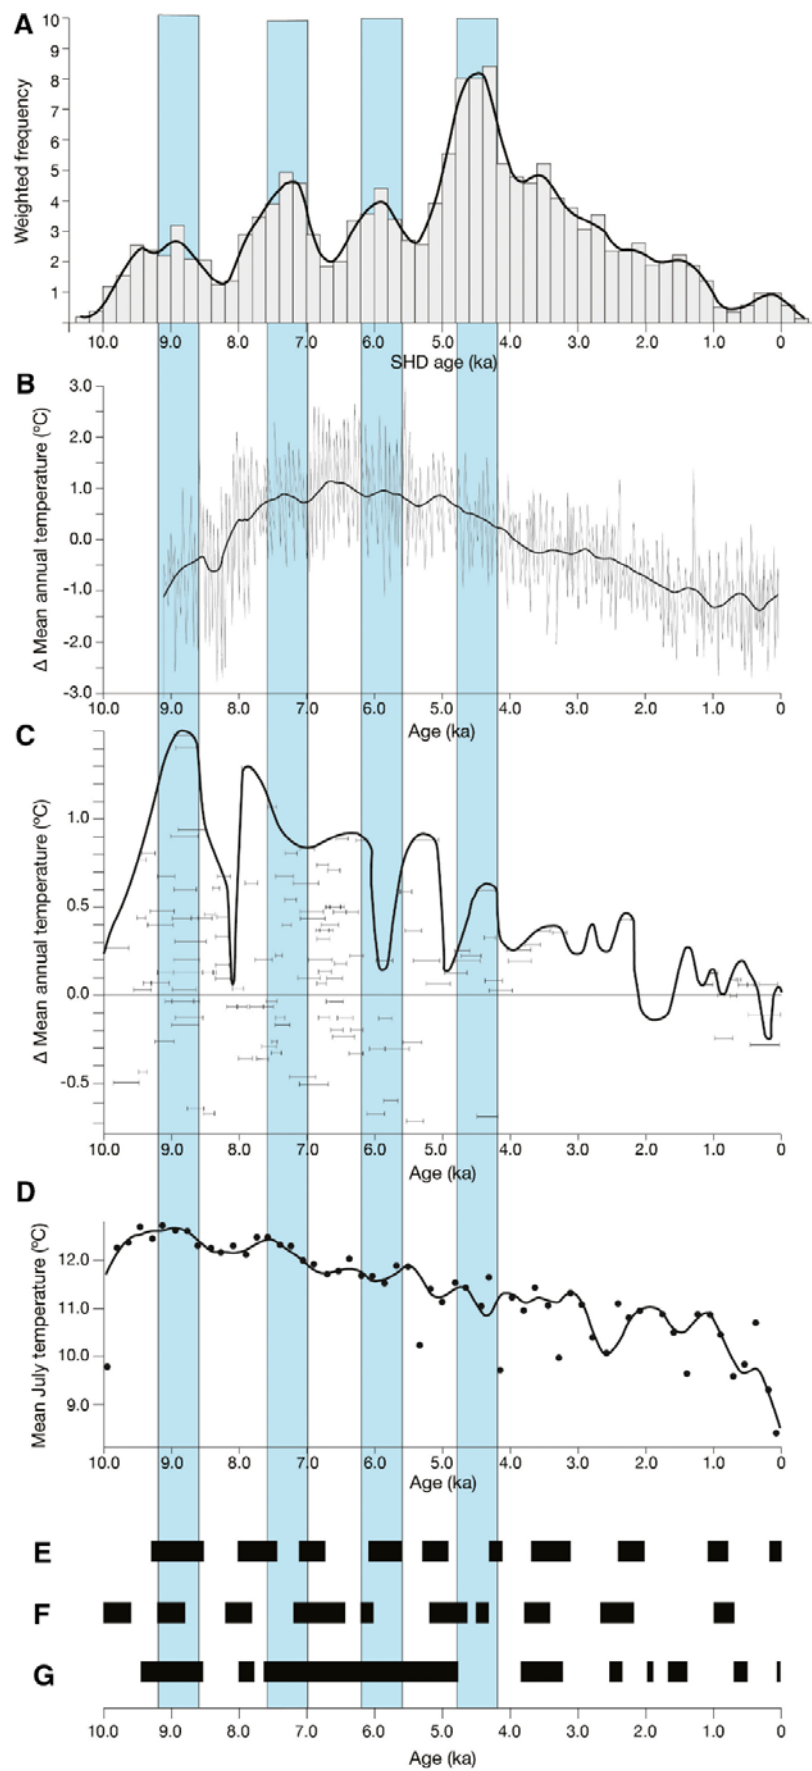 A
Weighted frequency
10
9
8
7
6
5
4
3
2
1
10.0 9.0 8.0 7.0 6.0 5.0 4.0 3.0 2.0 1.0 0
SHD age (ka)
B
Δ Mean annual temperature (ºC)
3.0
2.0
1.0
0.0
-1.0
-2.0
-3.0
10.0 9.0 8.0 7.0 6.0 5.0 4.0 3.0 2.0 1.0 0
Age (ka)
C
Δ Mean annual temperature (ºC)
1.0
0.5
0.0
-0.5
10.0 9.0 8.0 7.0 6.0 5.0 4.0 3.0 2.0 1.0 0
Age (ka)
D
Mean July temperature (ºC)
12.0
11.0
10.0
9.0
10.0 9.0 8.0 7.0 6.0 5.0 4.0 3.0 2.0 1.0 0
Age (ka)
E
F
G
10.0 9.0 8.0 7.0 6.0 5.0 4.0 3.0 2.0 1.0 0
Age (ka)